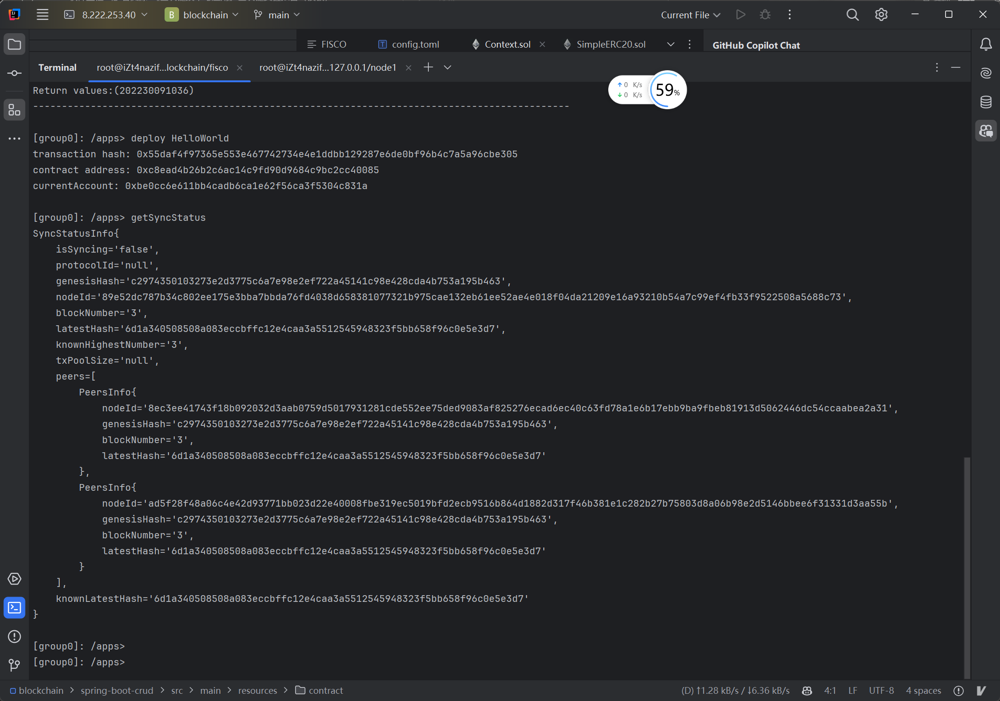 8.222.253.40
B blockchain
main
Current File
FISCO
config.toml
Context.sol
SimpleERC20.sol
GitHub Copilot Chat
Terminal
root@iZt4nazif...lockchain/fisco
root@iZt4nazif...127.0.0.1/node1
↑ 0 K/s
↓ 0 K/s
59%
Return values:(202230091036)
---------------------------------------------------------------------------------------------
[group0]: /apps> deploy HelloWorld
transaction hash: 0x55daf4f97365e553e467742734e4e1ddbb129287e6de0bf96b4c7a5a96cbe305
contract address: 0xc8ead4b26b2c6ac14c9fd90d9684c9bc2cc40085
currentAccount: 0xbe0cc6e611bb4cadb6ca1e62f56ca3f5304c831a
[group0]: /apps> getSyncStatus
SyncStatusInfo{
isSyncing='false',
protocolId='null',
genesisHash='c2974350103273e2d3775c6a7e98e2ef722a45141c98e428cda4b753a195b463',
nodeId='89e52dc787b34c802ee175e3bba7bbda76fd4038d658381077321b975cae132eb61ee52ae4e018f04da21209e16a93210b54a7c99ef4fb33f9522508a5688c73',
blockNumber='3',
latestHash='6d1a340508508a083eccbffc12e4caa3a5512545948323f5bb658f96c0e5e3d7',
knownHighestNumber='3',
txPoolSize='null',
peers=[
PeersInfo{
nodeId='8ec3ee41743f18b092032d3aab0759d5017931281cde552ee75ded9083af825276ecad6ec40c63fd78a1e6b17ebb9ba9fbeb81913d5062446dc54ccaabea2a31',
genesisHash='c2974350103273e2d3775c6a7e98e2ef722a45141c98e428cda4b753a195b463',
blockNumber='3',
latestHash='6d1a340508508a083eccbffc12e4caa3a5512545948323f5bb658f96c0e5e3d7'
},
PeersInfo{
nodeId='ad5f28f48a06c4e42d93771bb023d22e40008fbe319ec5019bfd2ecb9516b864d1882d317f46b381e1c282b27b75803d8a06b98e2d5146bbee6f31331d3aa55b',
genesisHash='c2974350103273e2d3775c6a7e98e2ef722a45141c98e428cda4b753a195b463',
blockNumber='3',
latestHash='6d1a340508508a083eccbffc12e4caa3a5512545948323f5bb658f96c0e5e3d7'
}
],
knownLatestHash='6d1a340508508a083eccbffc12e4caa3a5512545948323f5bb658f96c0e5e3d7'
}
[group0]: /apps>
[group0]: /apps>
blockchain > spring-boot-crud > src > main > resources > contract
(D) ↑1.28 kB/s / ↓6.36 kB/s
4:1
LF
UTF-8
4 spaces